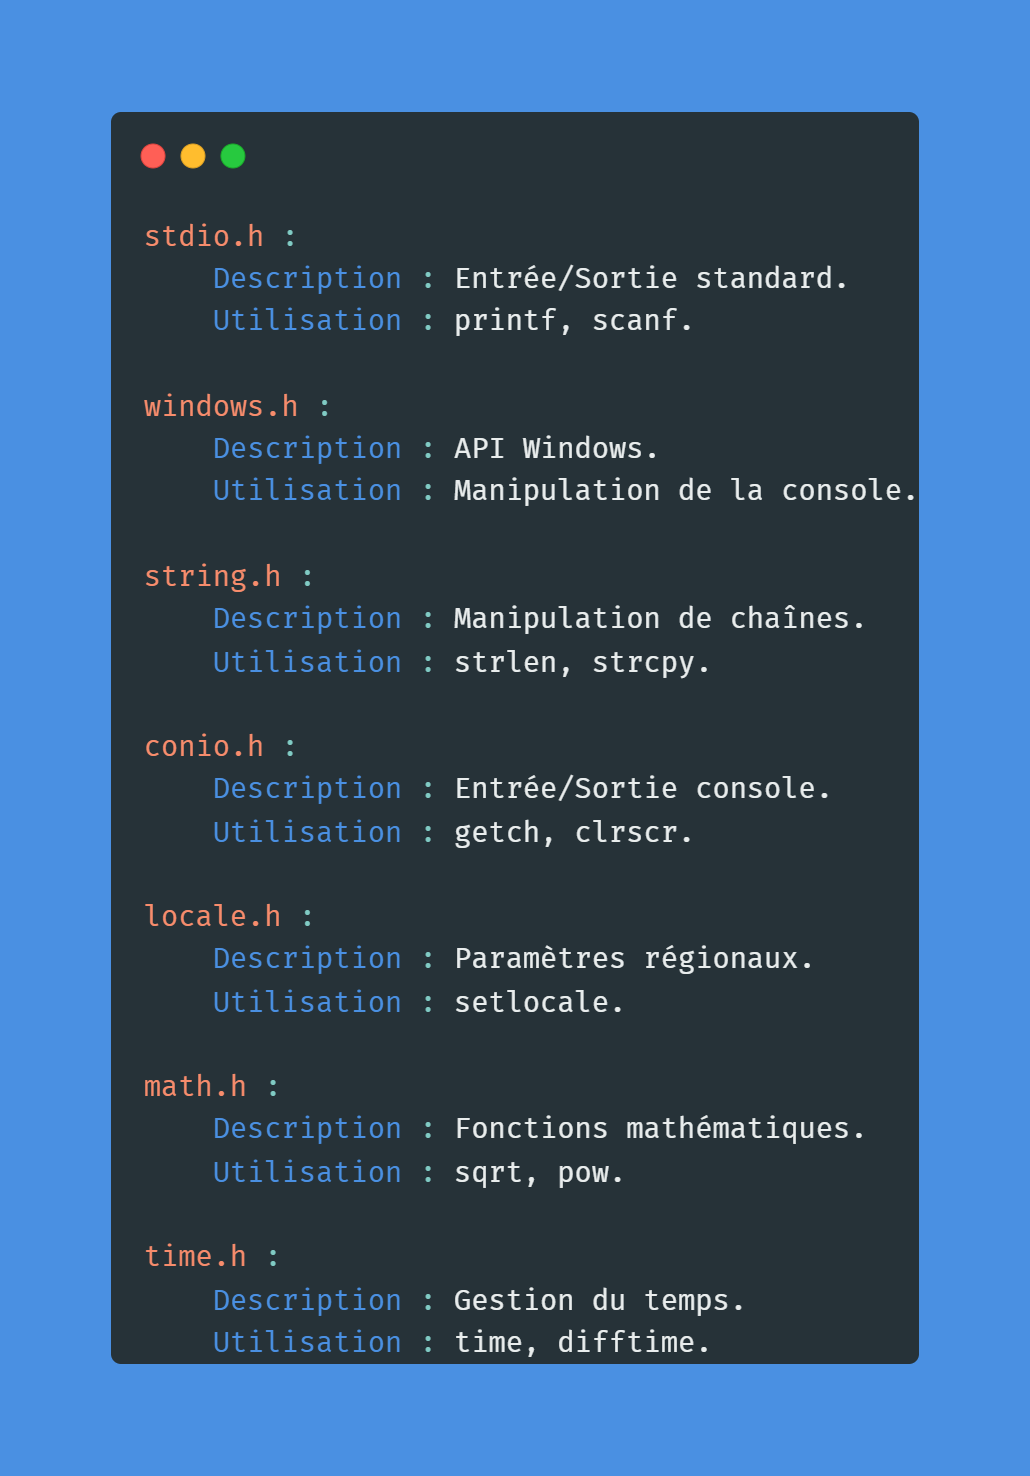 stdio.h :
Description : Entrée/Sortie standard.
Utilisation : printf, scanf.
windows.h :
Description : API Windows.
Utilisation : Manipulation de la console.
string.h :
Description : Manipulation de chaînes.
Utilisation : strlen, strcpy.
conio.h :
Description : Entrée/Sortie console.
Utilisation : getch, clrscr.
locale.h :
Description : Paramètres régionaux.
Utilisation : setlocale.
math.h :
Description : Fonctions mathématiques.
Utilisation : sqrt, pow.
time.h :
Description : Gestion du temps.
Utilisation : time, difftime.